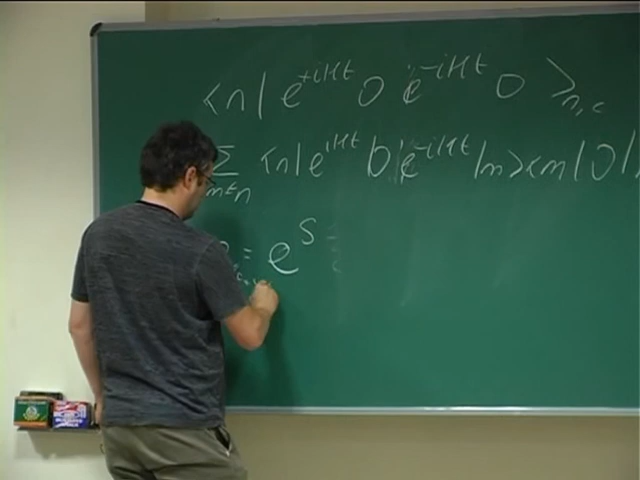 <n| e^{+iHt} O e^{-iHt} O >_{n,c}
∑_{m≠n} <n| e^{iHt} O e^{-iHt} |m><m| O |
= e^S